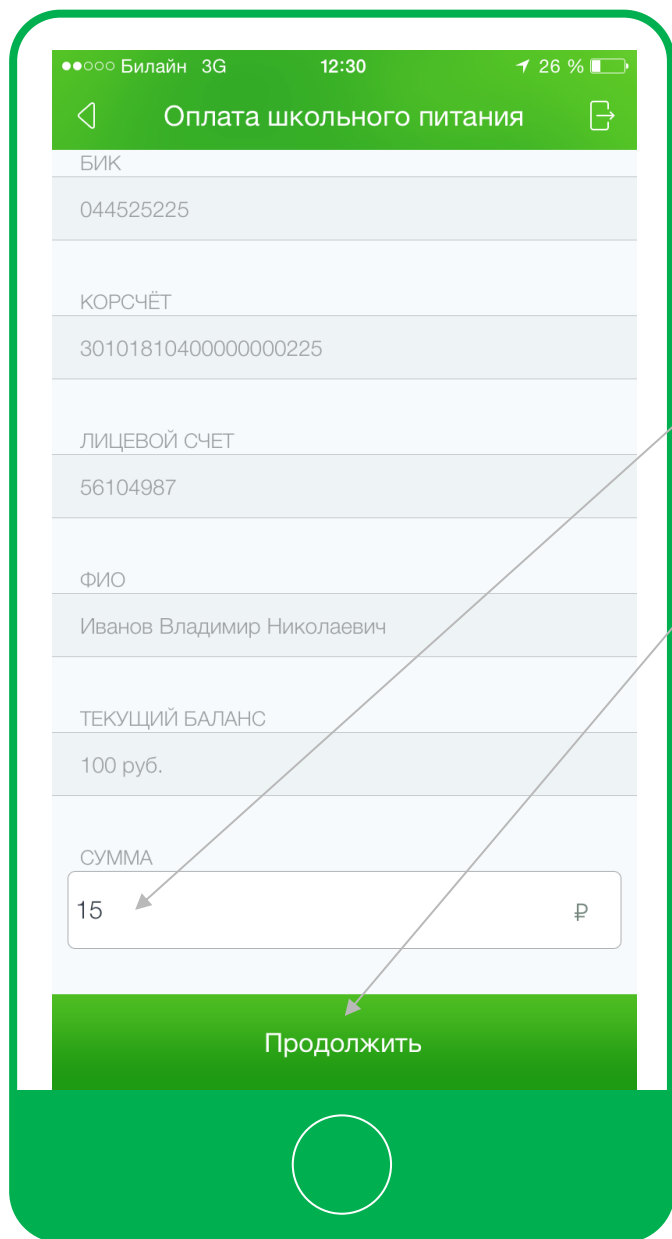 Билайн 3G 12:30 26 %
Оплата школьного питания
БИК
044525225
КОРСЧЁТ
30101810400000000225
ЛИЦЕВОЙ СЧЕТ
56104987
ФИО
Иванов Владимир Николаевич
ТЕКУЩИЙ БАЛАНС
100 руб.
СУММА
15 ₽
Продолжить